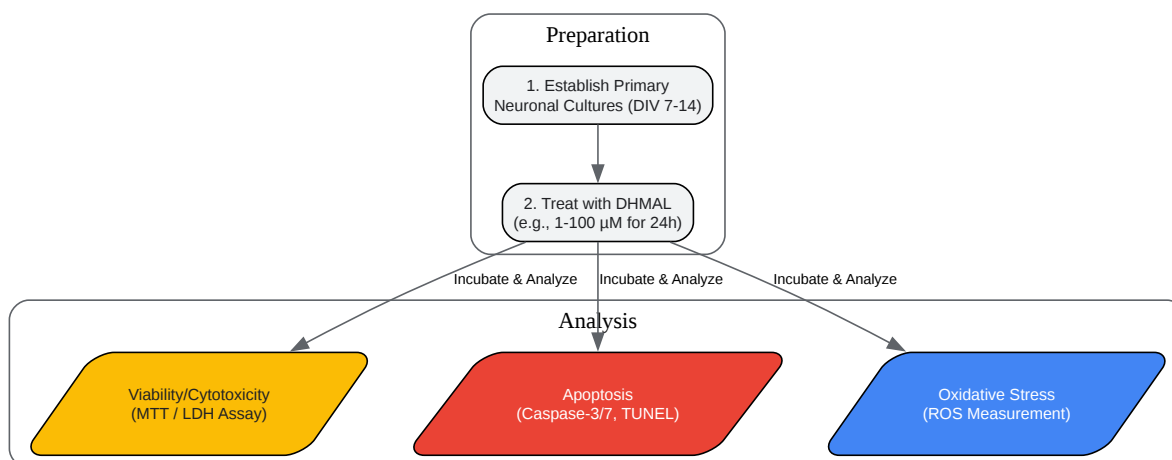 Preparation
1. Establish Primary
Neuronal Cultures (DIV 7-14)
2. Treat with DHMAL
(e.g., 1-100 µM for 24h)
Incubate & Analyze
Incubate & Analyze
Incubate & Analyze
Analysis
Viability/Cytotoxicity
(MTT / LDH Assay)
Apoptosis
(Caspase-3/7, TUNEL)
Oxidative Stress
(ROS Measurement)